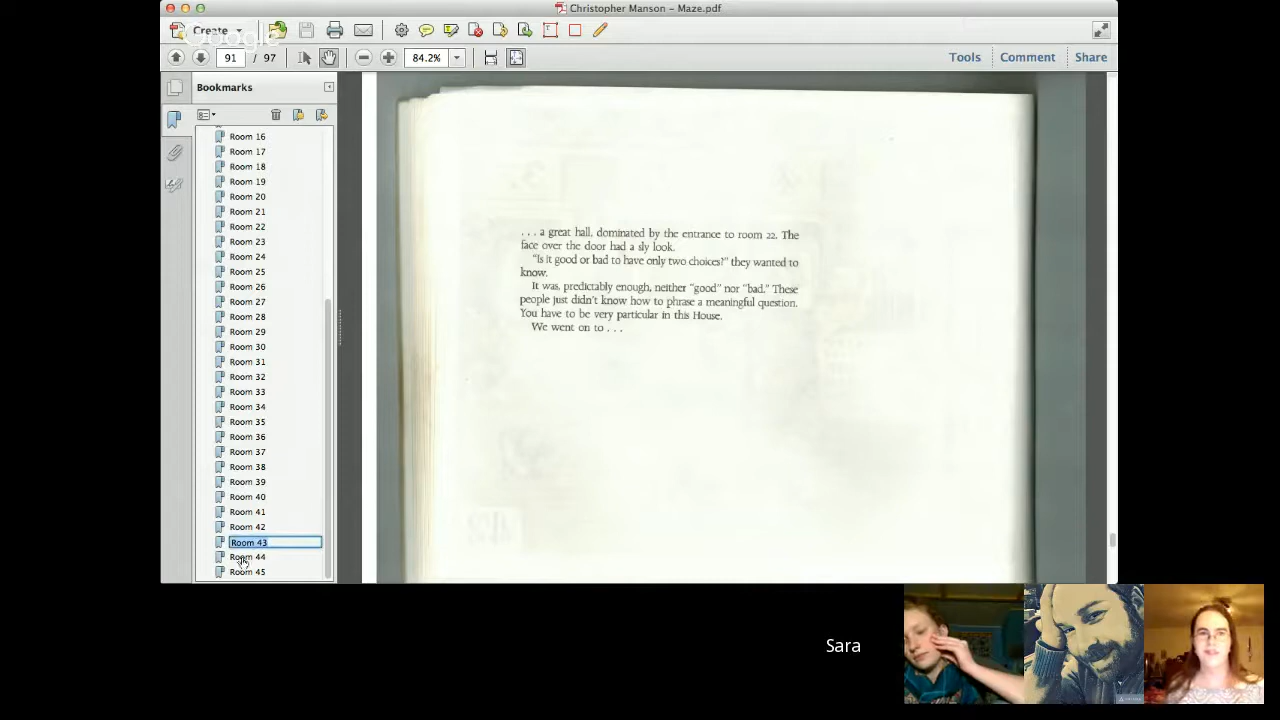 Christopher Manson – Maze.pdf
Create
Google
91 / 97
84.2%
Tools
Comment
Share
Bookmarks
Room 16
Room 17
Room 18
Room 19
Room 20
Room 21
Room 22
Room 23
Room 24
Room 25
Room 26
Room 27
Room 28
Room 29
Room 30
Room 31
Room 32
Room 33
Room 34
Room 35
Room 36
Room 37
Room 38
Room 39
Room 40
Room 41
Room 42
Room 43
Room 44
Room 45
. . . a great hall, dominated by the entrance to room 22. The
face over the door had a sly look.
"Is it good or bad to have only two choices?" they wanted to
know.
It was, predictably enough, neither "good" nor "bad." These
people just didn't know how to phrase a meaningful question.
You have to be very particular in this House.
We went on to . . .
Sara